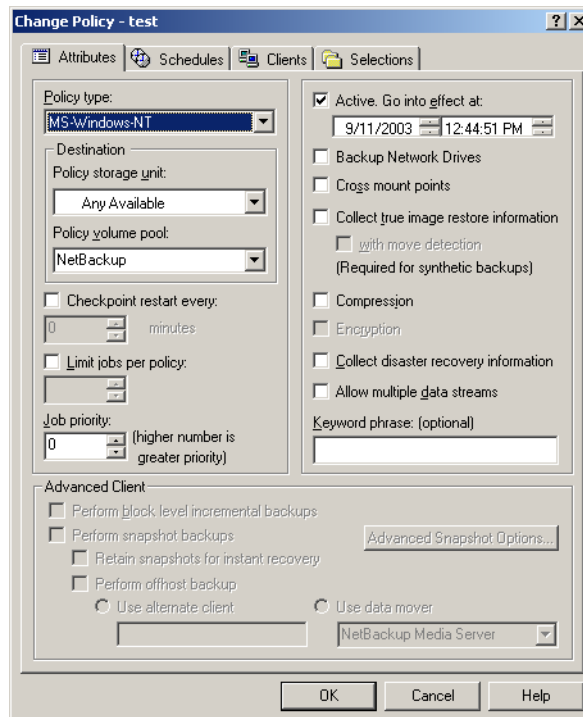 Change Policy - test
Attributes
Schedules
Clients
Selections
Policy type:
MS-Windows-NT
Destination
Policy storage unit:
Any Available
Policy volume pool:
NetBackup
Checkpoint restart every:
0 minutes
Limit jobs per policy:
Job priority:
0 (higher number is
greater priority)
Active. Go into effect at:
9/11/2003 12:44:51 PM
Backup Network Drives
Cross mount points
Collect true image restore information
with move detection
(Required for synthetic backups)
Compression
Encryption
Collect disaster recovery information
Allow multiple data streams
Keyword phrase: (optional)
Advanced Client
Perform block level incremental backups
Perform snapshot backups
Advanced Snapshot Options...
Retain snapshots for instant recovery
Perform offhost backup
Use alternate client
Use data mover
NetBackup Media Server
OK
Cancel
Help